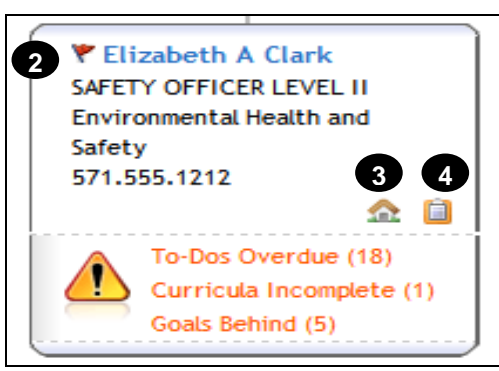 2 Elizabeth A Clark
SAFETY OFFICER LEVEL II
Environmental Health and
Safety
571.555.1212
3 4
To-Dos Overdue (18)
Curricula Incomplete (1)
Goals Behind (5)